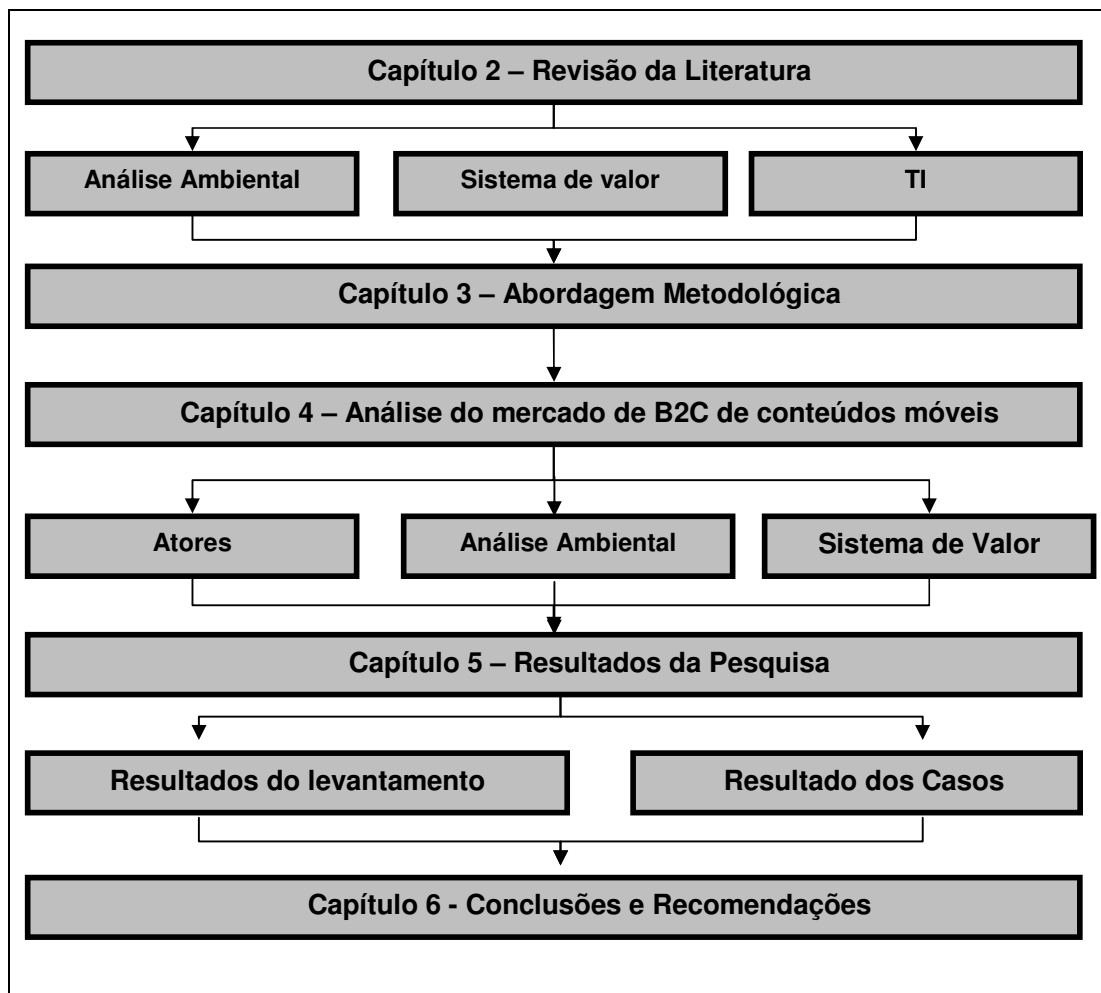 Capítulo 2 – Revisão da Literatura
Análise Ambiental
Sistema de valor
TI
Capítulo 3 – Abordagem Metodológica
Capítulo 4 – Análise do mercado de B2C de conteúdos móveis
Atores
Análise Ambiental
Sistema de Valor
Capítulo 5 – Resultados da Pesquisa
Resultados do levantamento
Resultado dos Casos
Capítulo 6 - Conclusões e Recomendações